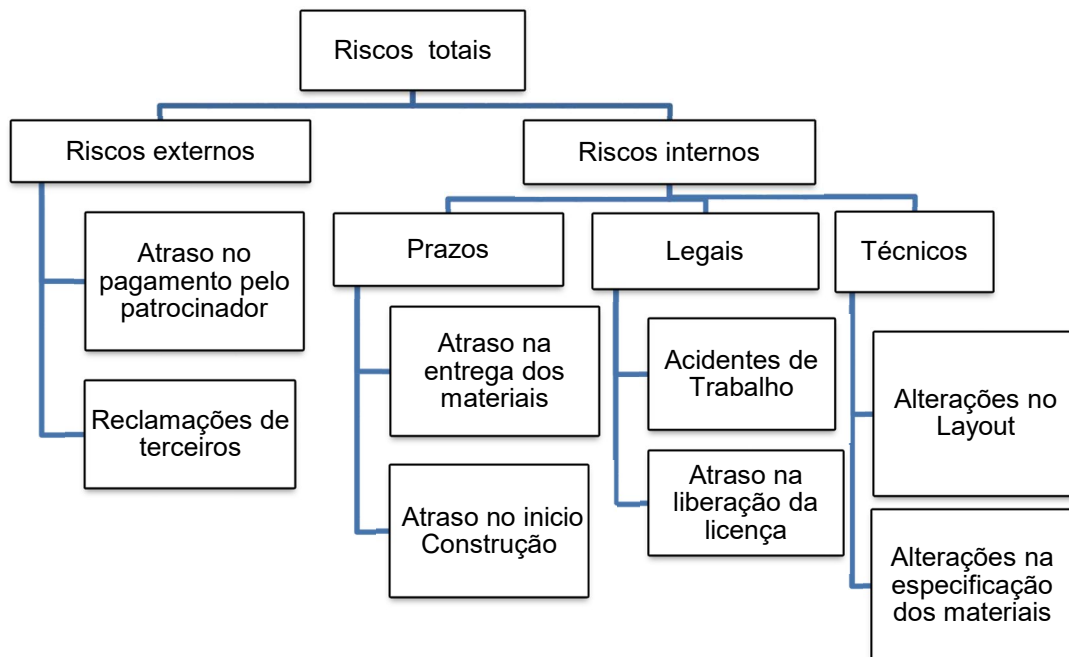 Riscos totais
Riscos externos
Riscos internos
Atraso no
pagamento pelo
patrocinador
Reclamações de
terceiros
Prazos
Atraso na
entrega dos
materiais
Atraso no inicio
Construção
Legais
Acidentes de
Trabalho
Atraso na
liberação da
licença
Técnicos
Alterações no
Layout
Alterações na
especificação
dos materiais